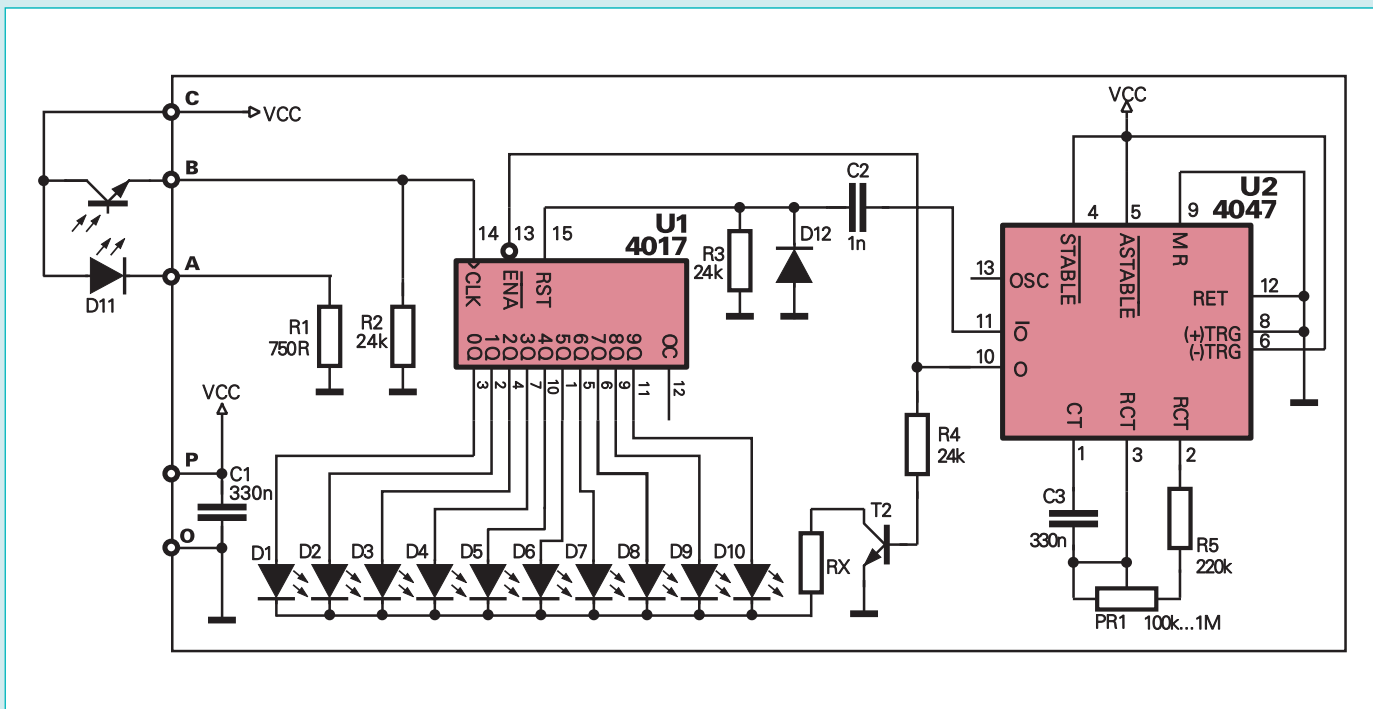 C
VCC
B
A
D11
R1
750R
R2
24k
VCC
P
C1
330n
O
U1
4017
14
13
15
CLK
ENA
RST
0Q
1Q
2Q
3Q
4Q
5Q
6Q
7Q
8Q
9Q
OC
3
2
4
7
10
1
5
6
9
11
12
D1
D2
D3
D4
D5
D6
D7
D8
D9
D10
R3
24k
D12
C2
1n
RX
T2
R4
24k
VCC
U2
4047
4
5
9
STABLE
ASTABLE
MR
13
OSC
11
O
10
O
RET
12
(+)TRG
8
(-)TRG
6
CT
RCT
RCT
1
3
2
C3
330n
R5
220k
PR1
100k...1M